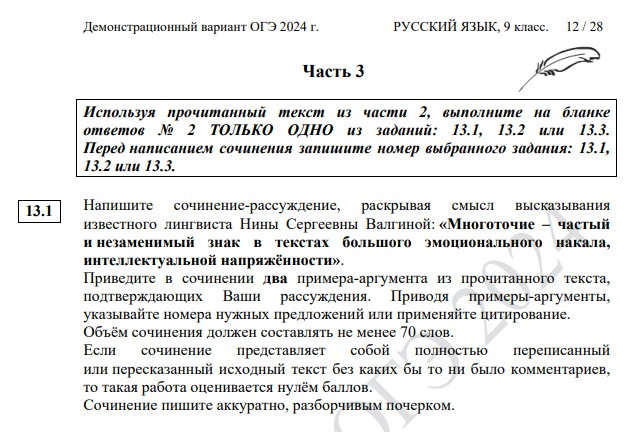 Демонстрационный вариант ОГЭ 2024 г. РУССКИЙ ЯЗЫК, 9 класс. 12 / 28
Часть 3
Используя прочитанный текст из части 2, выполните на бланке
ответов № 2 ТОЛЬКО ОДНО из заданий: 13.1, 13.2 или 13.3.
Перед написанием сочинения запишите номер выбранного задания: 13.1,
13.2 или 13.3.
13.1 Напишите сочинение-рассуждение, раскрывая смысл высказывания
известного лингвиста Нины Сергеевны Валгиной: «Многоточие – частый
и незаменимый знак в текстах большого эмоционального накала,
интеллектуальной напряжённости».
Приведите в сочинении два примера-аргумента из прочитанного текста,
подтверждающих Ваши рассуждения. Приводя примеры-аргументы,
указывайте номера нужных предложений или применяйте цитирование.
Объём сочинения должен составлять не менее 70 слов.
Если сочинение представляет собой полностью переписанный
или пересказанный исходный текст без каких бы то ни было комментариев,
то такая работа оценивается нулём баллов.
Сочинение пишите аккуратно, разборчивым почерком.
ОГЭ 2024